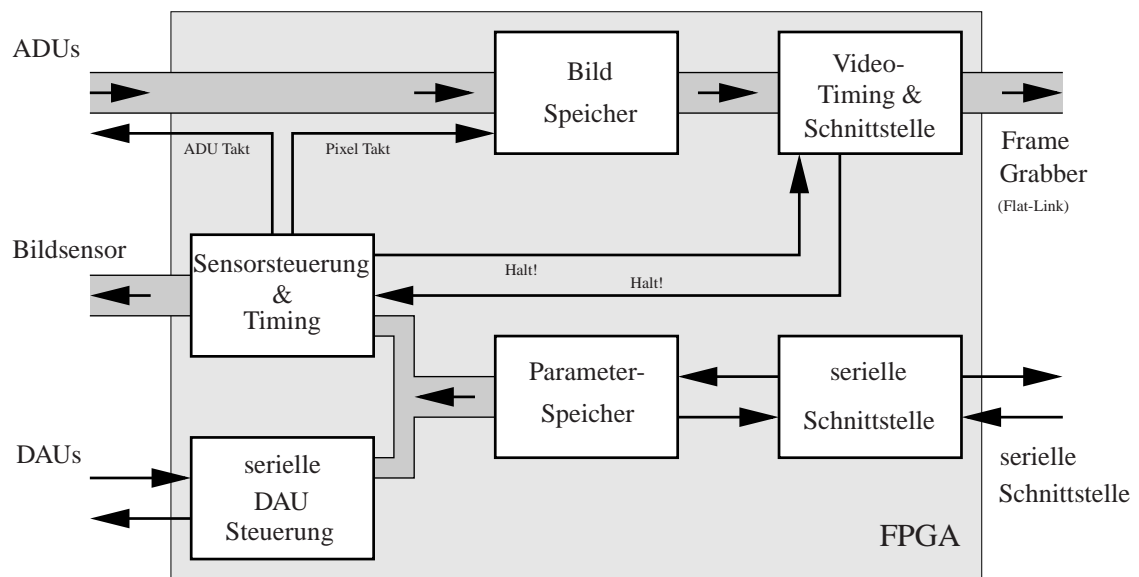 ADUs
Bild
Speicher
Video-
Timing &
Schnittstelle
ADU Takt
Pixel Takt
Frame
Grabber
(Flat-Link)
Bildsensor
Sensorsteuerung
&
Timing
Halt!
Halt!
Parameter-
Speicher
serielle
Schnittstelle
DAUs
serielle
DAU
Steuerung
serielle
Schnittstelle
FPGA